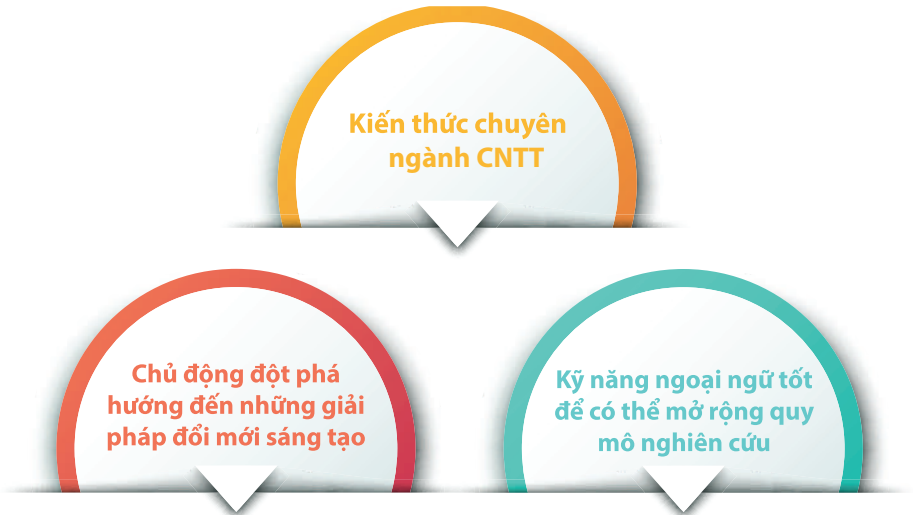 Kiến thức chuyên
ngành CNTT
Chủ động đột phá
hướng đến những giải
pháp đổi mới sáng tạo
Kỹ năng ngoại ngữ tốt
để có thể mở rộng quy
mô nghiên cứu